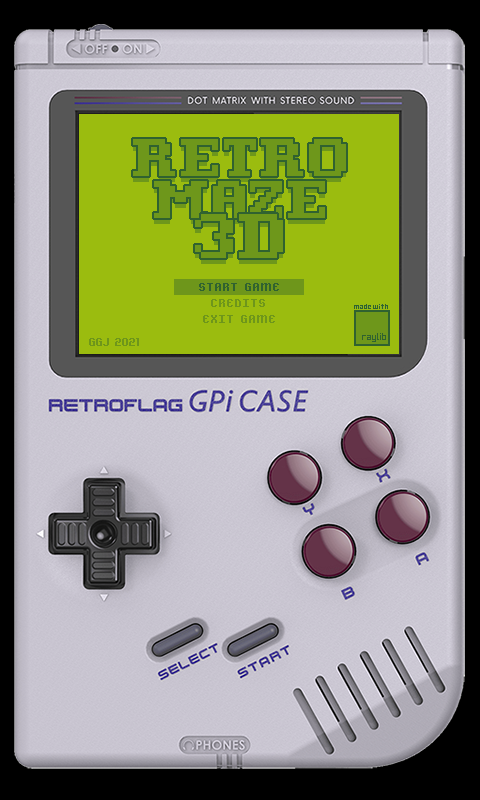 OFF ON
DOT MATRIX WITH STEREO SOUND
RETRO
MAZE
3D
START GAME
CREDITS
EXIT GAME
made with
raylib
GGJ 2021
RETROFLAG GPi CASE
X
Y
A
B
SELECT
START
PHONES